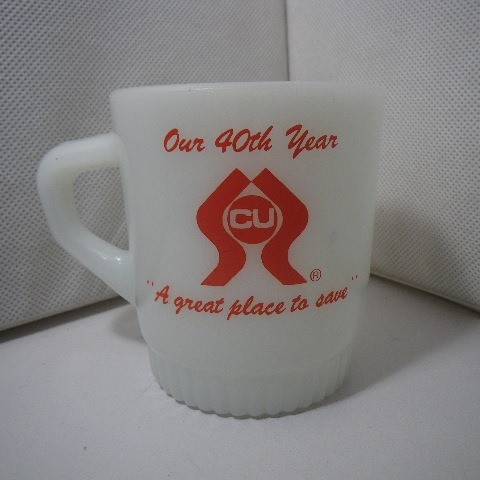 Our 40th Year
CU
®
"A great place to save"